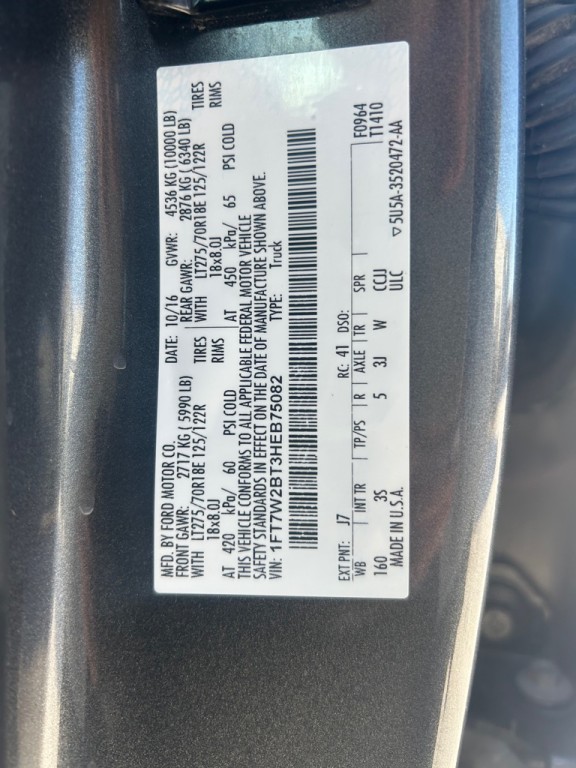 MFD. BY FORD MOTOR CO.
DATE: 10/16 GVWR: 4536 KG (10000 LB)
FRONT GAWR: 2717 KG ( 5990 LB) REAR GAWR: 2876 KG ( 6340 LB)
WITH LT275/70R18E 125/122R TIRES WITH LT275/70R18E 125/122R TIRES
18x8.0J RIMS 18x8.0J RIMS
AT 420 kPa/ 60 PSI COLD AT 450 kPa/ 65 PSI COLD
THIS VEHICLE CONFORMS TO ALL APPLICABLE FEDERAL MOTOR VEHICLE
SAFETY STANDARDS IN EFFECT ON THE DATE OF MANUFACTURE SHOWN ABOVE.
VIN: 1FT7W2BT3HEB75082 TYPE: Truck
EXT PNT: J7 RC: 41 DSO: F0964
WB INT TR TP/PS R AXLE TR SPR T1410
160 3S 5 3J W CCIJ
MADE IN U.S.A. ULC ▽5U5A-3520472-AA